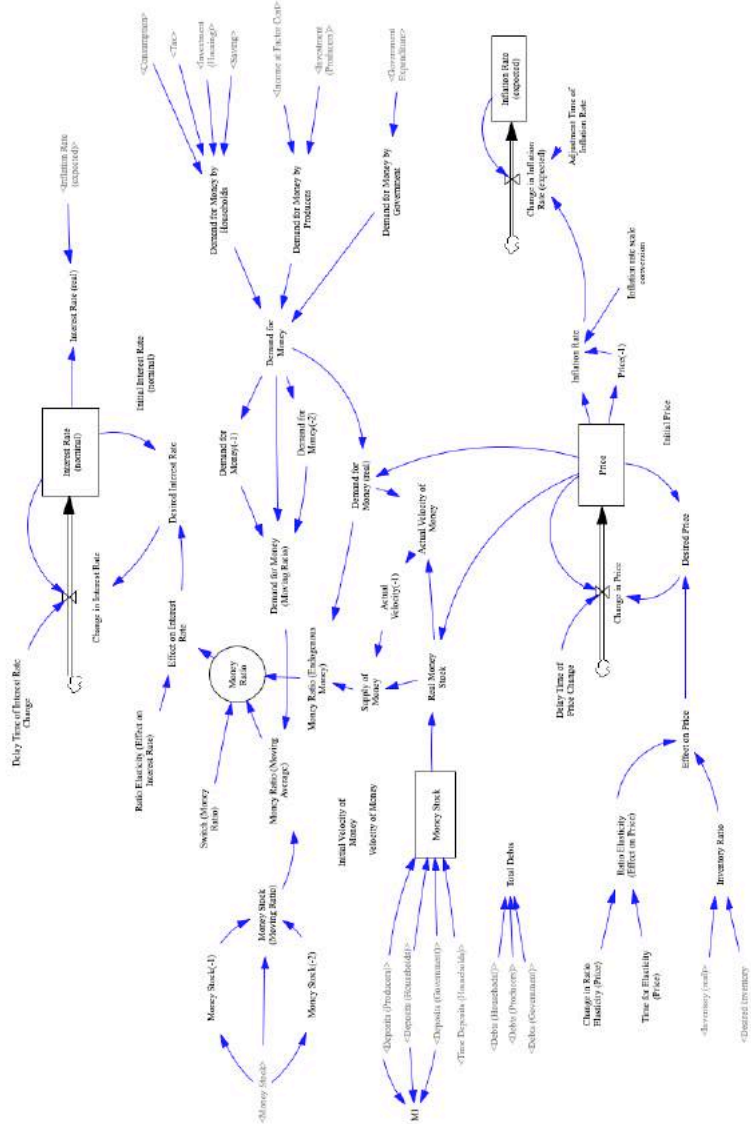 Delay Time of Interest Rate
Change
Change in Interest Rate
Interest Rate
(nominal)
Initial Interest Rate
(nominal)
Interest Rate (real)
<Inflation Rate
(expected)>
Ratio Elasticity (Effect on
Interest Rate)
Effect on Interest
Rate
Desired Interest Rate
Switch (Money
Ratio)
Money
Ratio
<Money Stock>
Money Stock(-1)
Money Stock(-2)
Money Stock
(Moving Ratio)
Money Ratio (Moving
Average)
Demand for Money
(Moving Ratio)
Demand for
Money(-1)
Demand for
Money(-2)
Demand for
Money
Demand for Money by
Households
<Consumption>
<Tax>
<Investment
(Housing)>
<Saving>
Demand for Money by
Producers
<Income at Factor Cost>
<Investment
(Producers)>
Demand for Money by
Government
<Government
Expenditure>
Money Ratio (Endogenous
Money)
Demand for
Money (real)
Initial Velocity of
Money
Velocity of Money
Supply of
Money
Actual
Velocity(-1)
Actual Velocity of
Money
M1
<Deposits (Producers)>
<Deposits (Households)>
<Deposits (Government)>
<Time Deposits (Households)>
Money Stock
Real Money
Stock
<Debts (Households)>
<Debts (Producers)>
<Debts (Government)>
Total Debts
Delay Time of
Price Change
Change in Price
Price
Initial Price
Inflation Rate
Price(-1)
Inflation rate scale
conversion
Change in Inflation
Rate (expected)
Inflation Rate
(expected)
Adjustment Time of
Inflation Rate
Change in Ratio
Elasticity (Price)
Time for Elasticity
(Price)
Ratio Elasticity
(Effect on Price)
Effect on Price
Desired Price
<Inventory (real)>
<Desired Inventory
Inventory Ratio